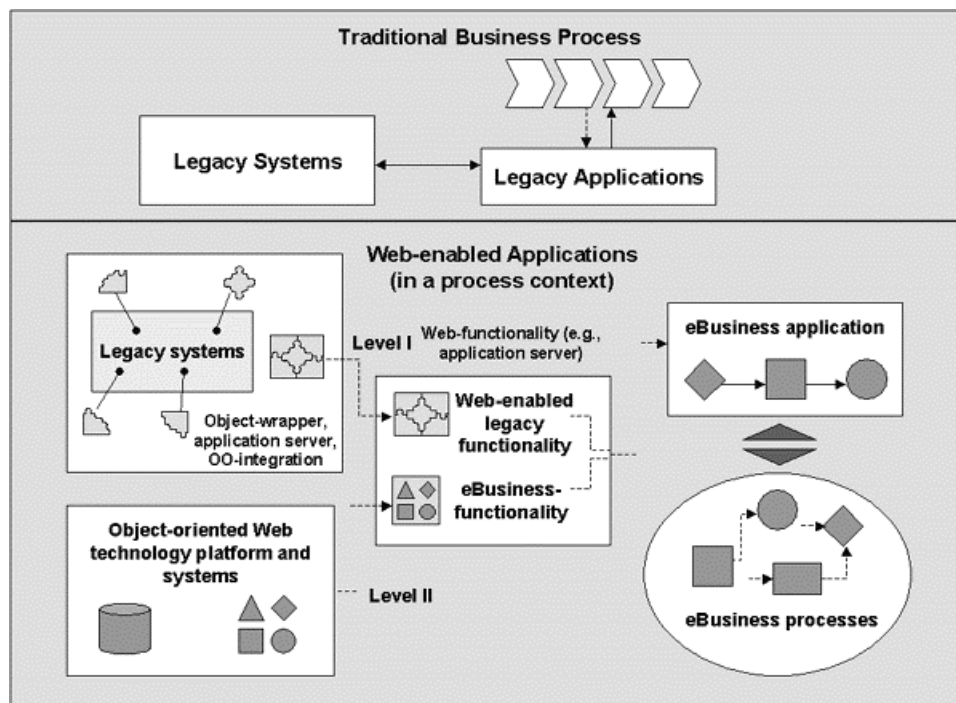 Traditional Business Process
Legacy Systems
Legacy Applications
Web-enabled Applications
(in a process context)
Legacy systems
Object-wrapper,
application server,
OO-integration
Level I
Web-functionality (e.g.,
application server)
eBusiness application
Web-enabled
legacy
functionality
eBusiness-
functionality
Object-oriented Web
technology platform and
systems
Level II
eBusiness processes